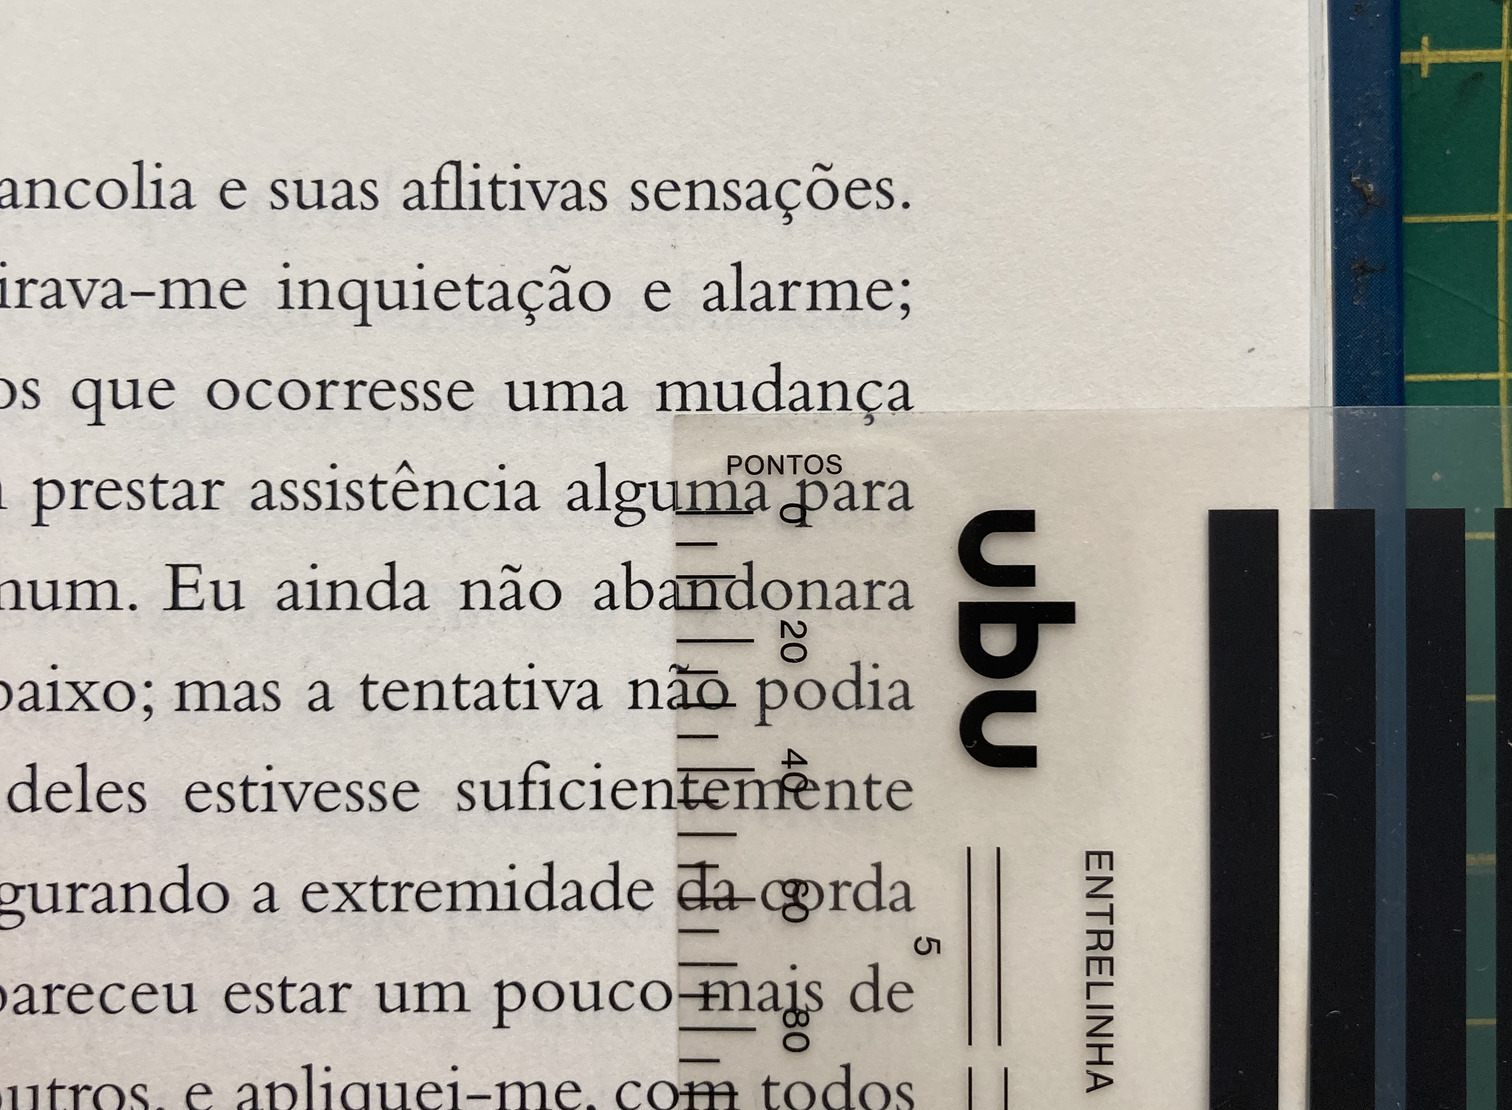 ancolia e suas aflitivas sensações.
irava-me inquietação e alarme;
os que ocorresse uma mudança
prestar assistência alguma para
num. Eu ainda não abandonara
baixo; mas a tentativa não podia
deles estivesse suficientemente
gurando a extremidade da corda
pareceu estar um pouco mais de
outros, e apliquei-me, com todos
PONTOS
0
20
40
60
80
ubu
5
ENTRELINHA